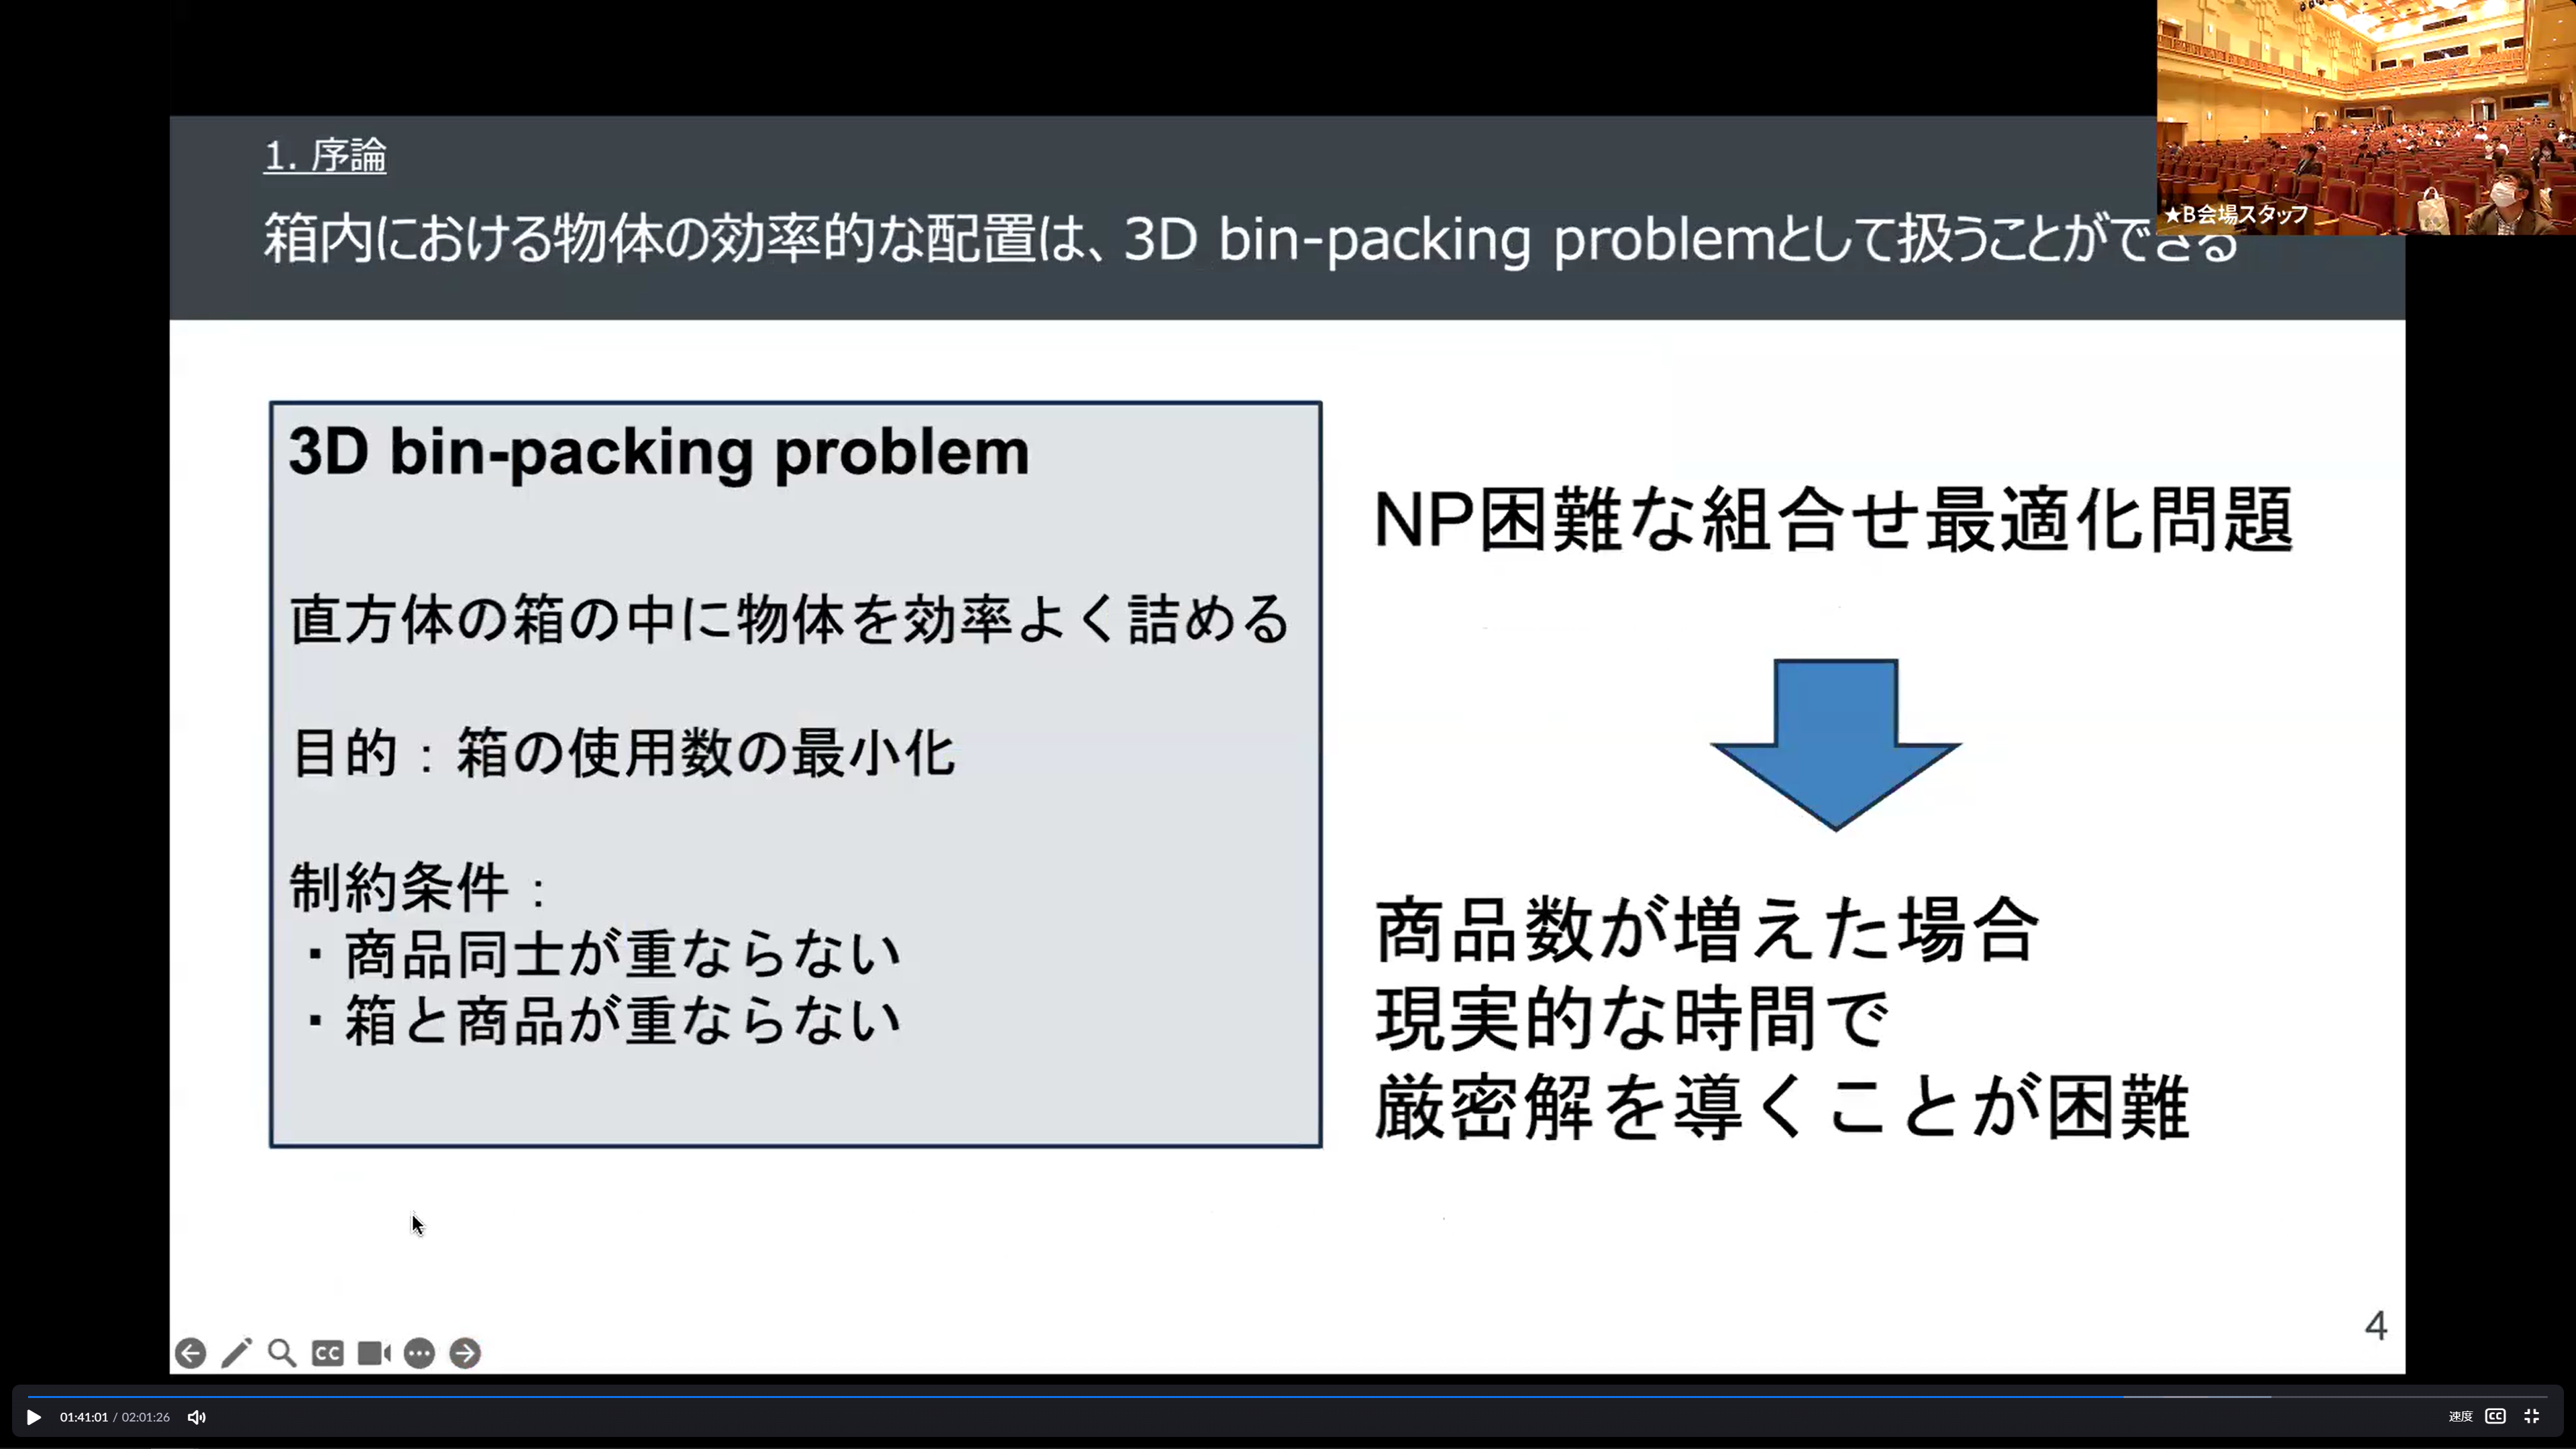 1. 序論
箱内における物体の効率的な配置は、3D bin-packing problemとして扱うことができる
★B会場スタッフ
3D bin-packing problem
直方体の箱の中に物体を効率よく詰める
目的：箱の使用数の最小化
制約条件：
・商品同士が重ならない
・箱と商品が重ならない
NP困難な組合せ最適化問題
商品数が増えた場合
現実的な時間で
厳密解を導くことが困難
4
CC
01:41:01 / 02:01:26
速度
CC